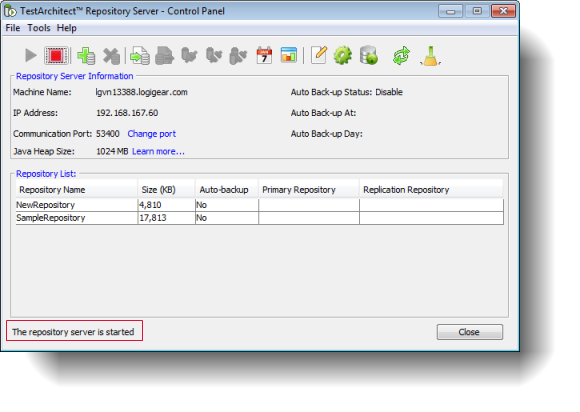 TestArchitect™ Repository Server - Control Panel
File Tools Help
7
Repository Server Information
Machine Name: lgvn13388.logigear.com Auto Back-up Status: Disable
IP Address: 192.168.167.60 Auto Back-up At:
Communication Port: 53400 Change port Auto Back-up Day:
Java Heap Size: 1024 MB Learn more...
Repository List:
Repository Name Size (KB) Auto-backup Primary Repository Replication Repository
NewRepository 4,810 No
SampleRepository 17,813 No
The repository server is started Close